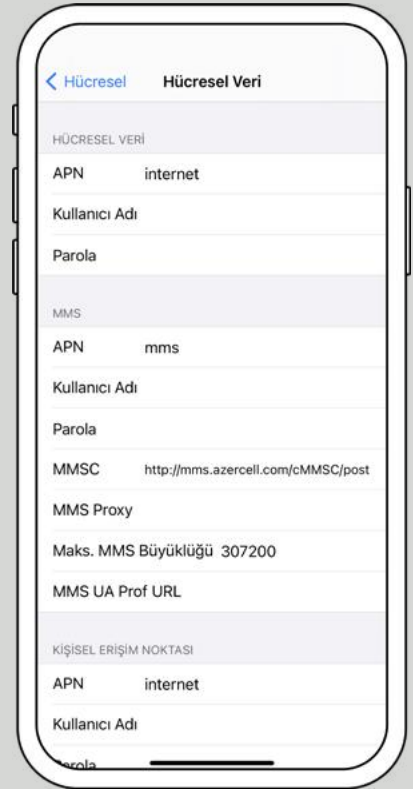 Hücresel Hücresel Veri
HÜCRESEL VERİ
APN internet
Kullanıcı Adı
Parola
MMS
APN mms
Kullanıcı Adı
Parola
MMSC http://mms.azercell.com/cMMSC/post
MMS Proxy
Maks. MMS Büyüklüğü 307200
MMS UA Prof URL
KİŞİSEL ERİŞİM NOKTASI
APN internet
Kullanıcı Adı
Parola